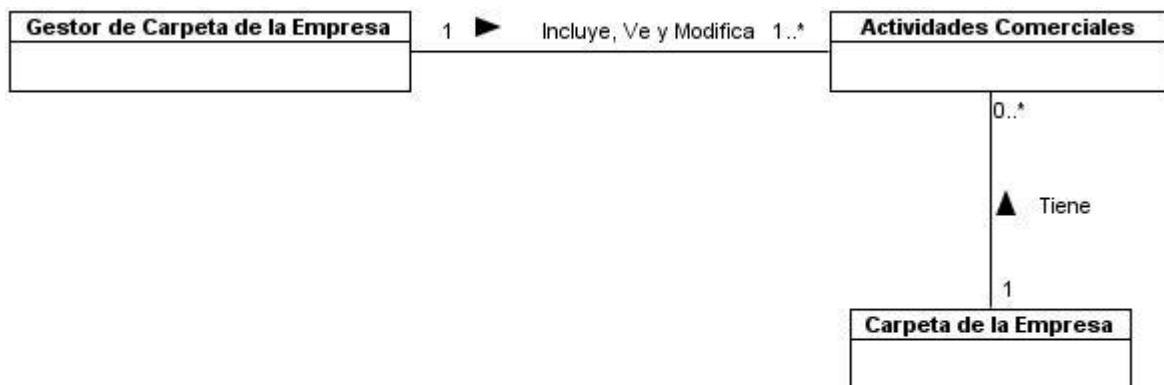 Gestor de Carpeta de la Empresa
1 Incluye, Ve y Modifica 1..*
Actividades Comerciales
0..*
Tiene
1
Carpeta de la Empresa